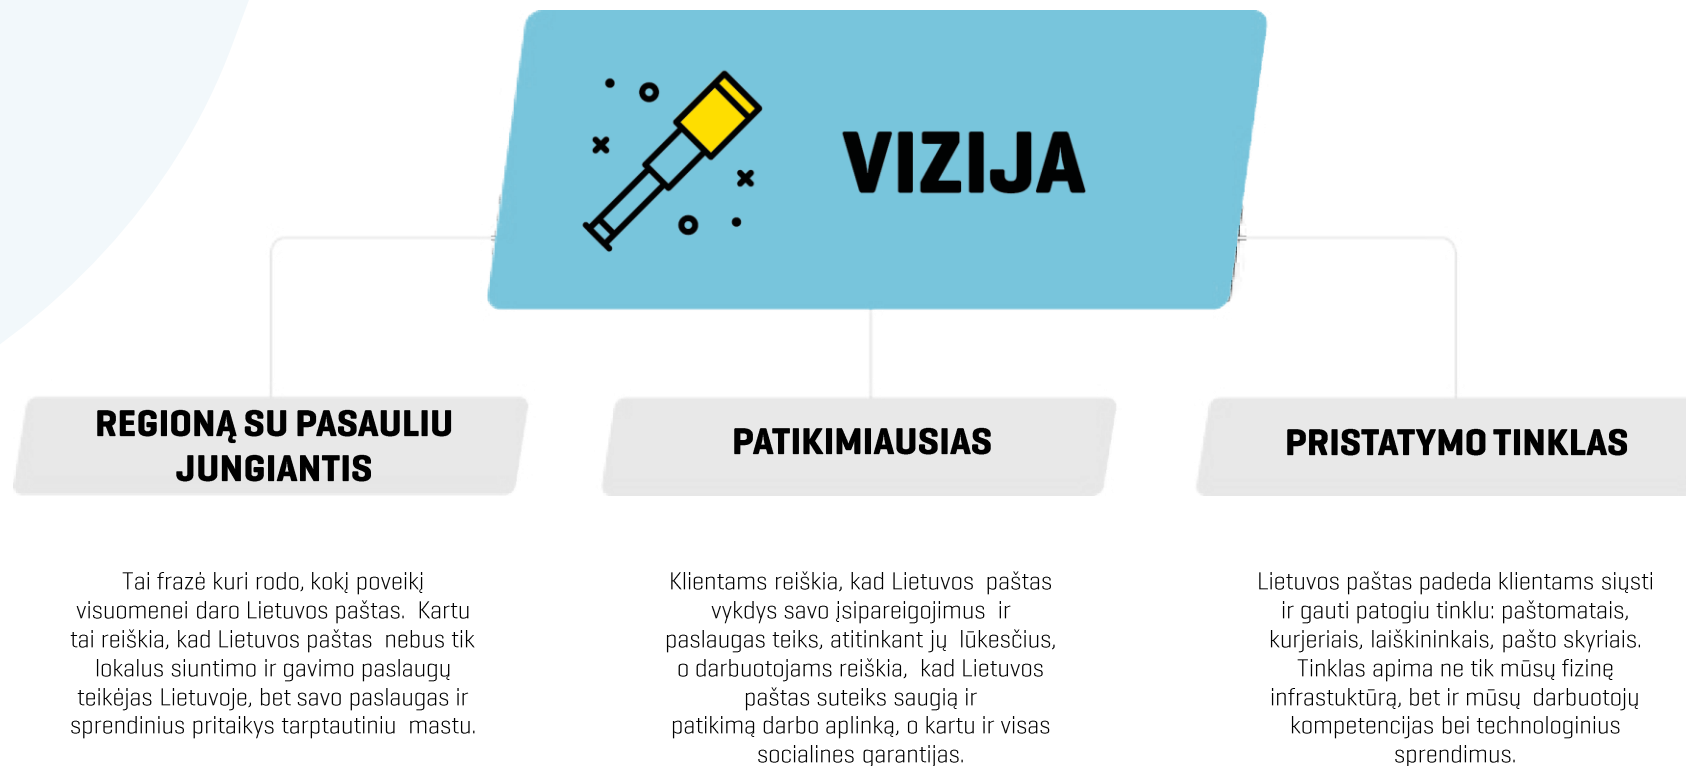 VIZIJA
REGIONĄ SU PASAULIU
JUNGIANTIS
Tai frazė kuri rodo, kokį poveikį
visuomenei daro Lietuvos paštas. Kartu
tai reiškia, kad Lietuvos paštas nebus tik
lokalus siuntimo ir gavimo paslaugų
teikėjas Lietuvoje, bet savo paslaugas ir
sprendinius pritaikys tarptautiniu mastu.
PATIKIMIAUSIAS
Klientams reiškia, kad Lietuvos paštas
vykdys savo įsipareigojimus ir
paslaugas teiks, atitinkant jų lūkesčius,
o darbuotojams reiškia, kad Lietuvos
paštas suteiks saugią ir
patikimą darbo aplinką, o kartu ir visas
socialines garantijas.
PRISTATYMO TINKLAS
Lietuvos paštas padeda klientams siųsti
ir gauti patogiu tinklu: paštomatais,
kurjeriais, laiškininkais, pašto skyriais.
Tinklas apima ne tik mūsų fizinę
infrastuktūrą, bet ir mūsų darbuotojų
kompetencijas bei technologinius
sprendimus.